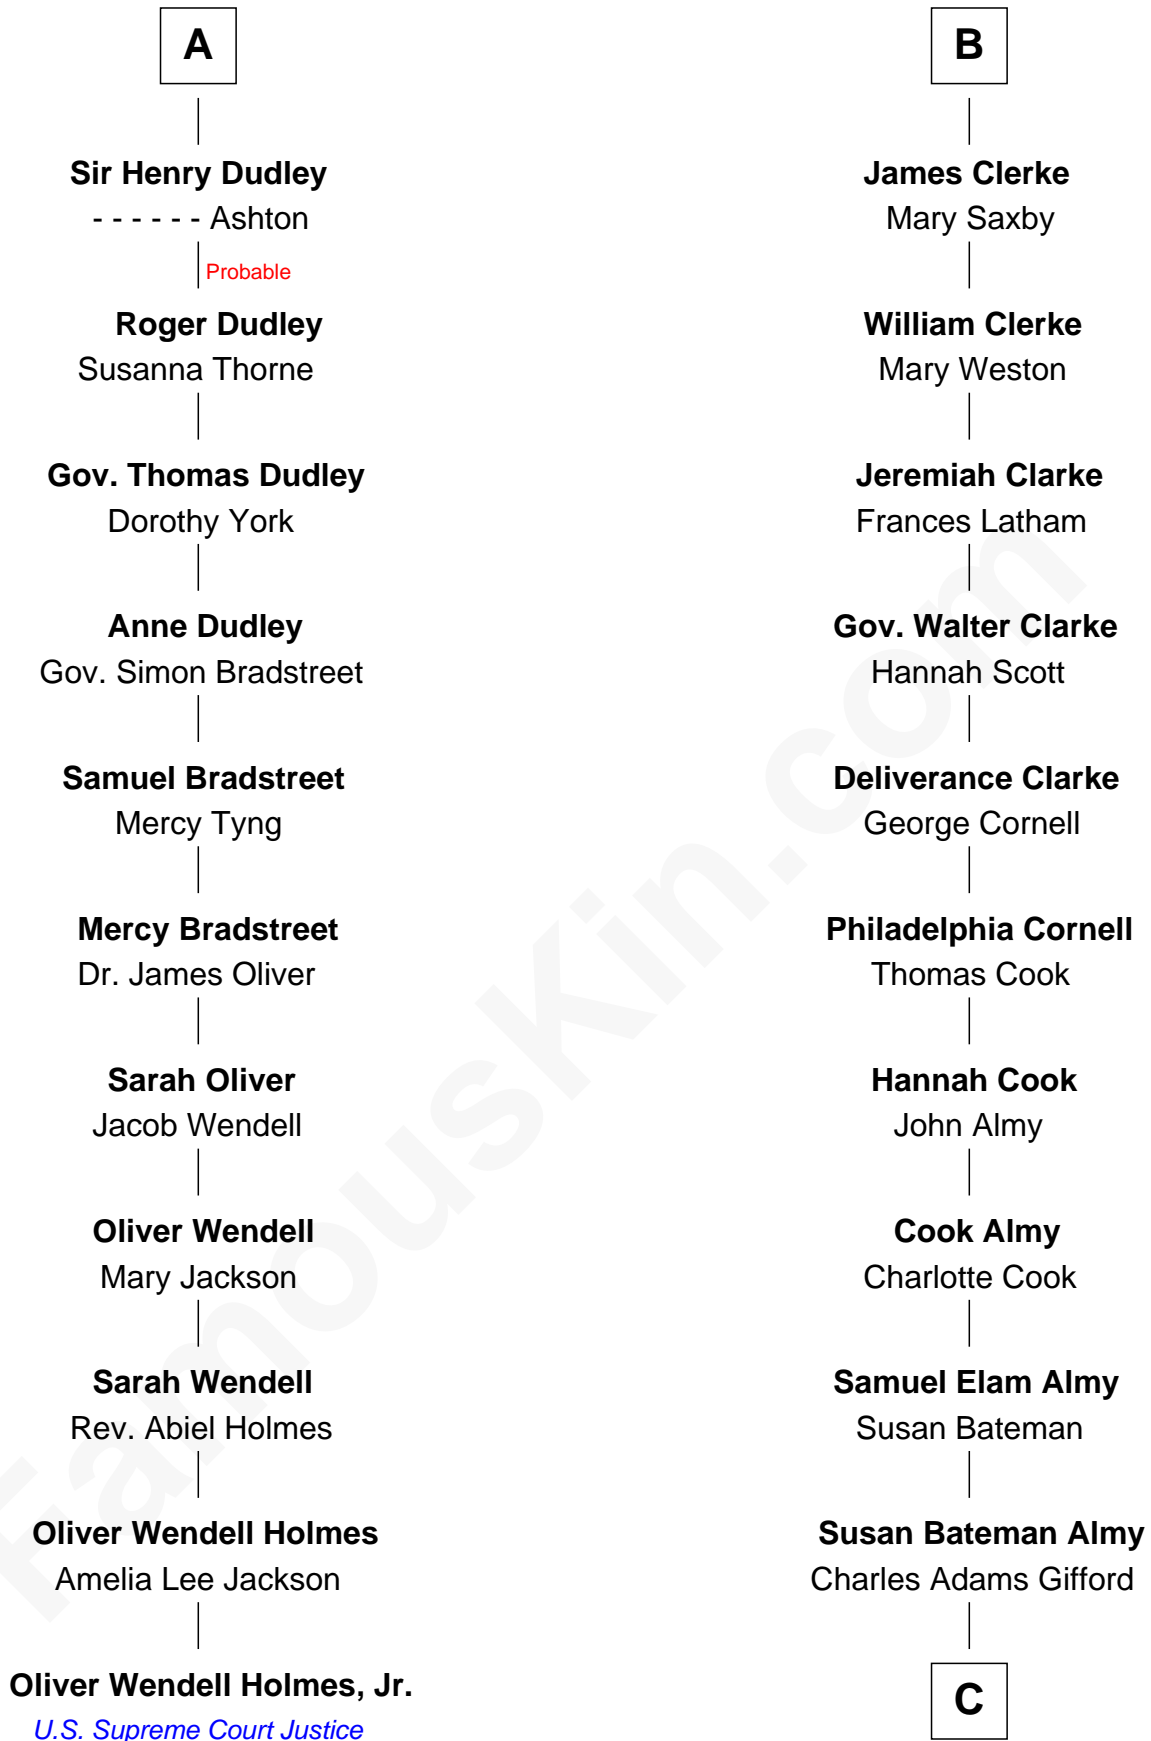 A
Sir Henry Dudley
- - - - - - Ashton
Probable
Roger Dudley
Susanna Thorne
Gov. Thomas Dudley
Dorothy York
Anne Dudley
Gov. Simon Bradstreet
Samuel Bradstreet
Mercy Tyng
Mercy Bradstreet
Dr. James Oliver
Sarah Oliver
Jacob Wendell
Oliver Wendell
Mary Jackson
Sarah Wendell
Rev. Abiel Holmes
Oliver Wendell Holmes
Amelia Lee Jackson
Oliver Wendell Holmes, Jr.
U.S. Supreme Court Justice
B
James Clerke
Mary Saxby
William Clerke
Mary Weston
Jeremiah Clarke
Frances Latham
Gov. Walter Clarke
Hannah Scott
Deliverance Clarke
George Cornell
Philadelphia Cornell
Thomas Cook
Hannah Cook
John Almy
Cook Almy
Charlotte Cook
Samuel Elam Almy
Susan Bateman
Susan Bateman Almy
Charles Adams Gifford
C
FamousKin.com